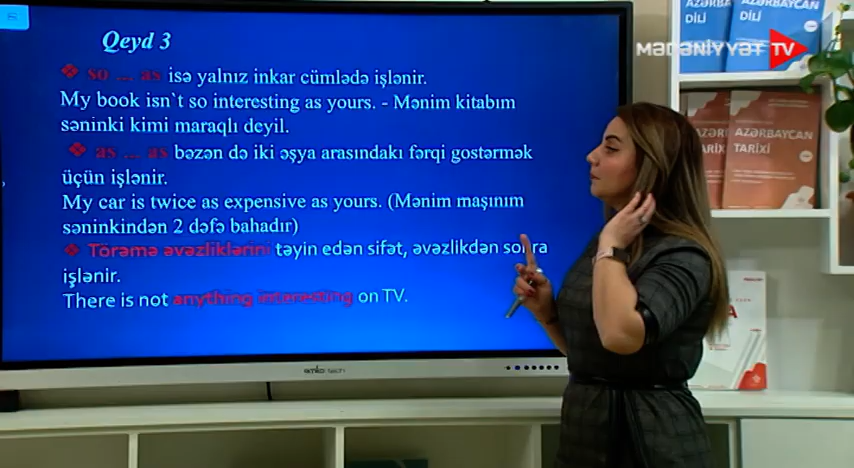 Qeyd 3
❖ so ... as isə yalnız inkar cümlədə işlənir.
My book isn`t so interesting as yours. - Mənim kitabım
səninki kimi maraqlı deyil.
❖ as ... as bəzən də iki əşya arasındakı fərqi gostərmək
üçün işlənir.
My car is twice as expensive as yours. (Mənim maşınım
səninkindən 2 dəfə bahadır)
❖ Törəmə əvəzliklərini təyin edən sifət, əvəzlikdən sonra
işlənir.
There is not anything interesting on TV.
MƏDƏNİYYƏT TV
AZƏRBAYCAN
DİLİ
AZƏRBAYCAN
TARİXİ